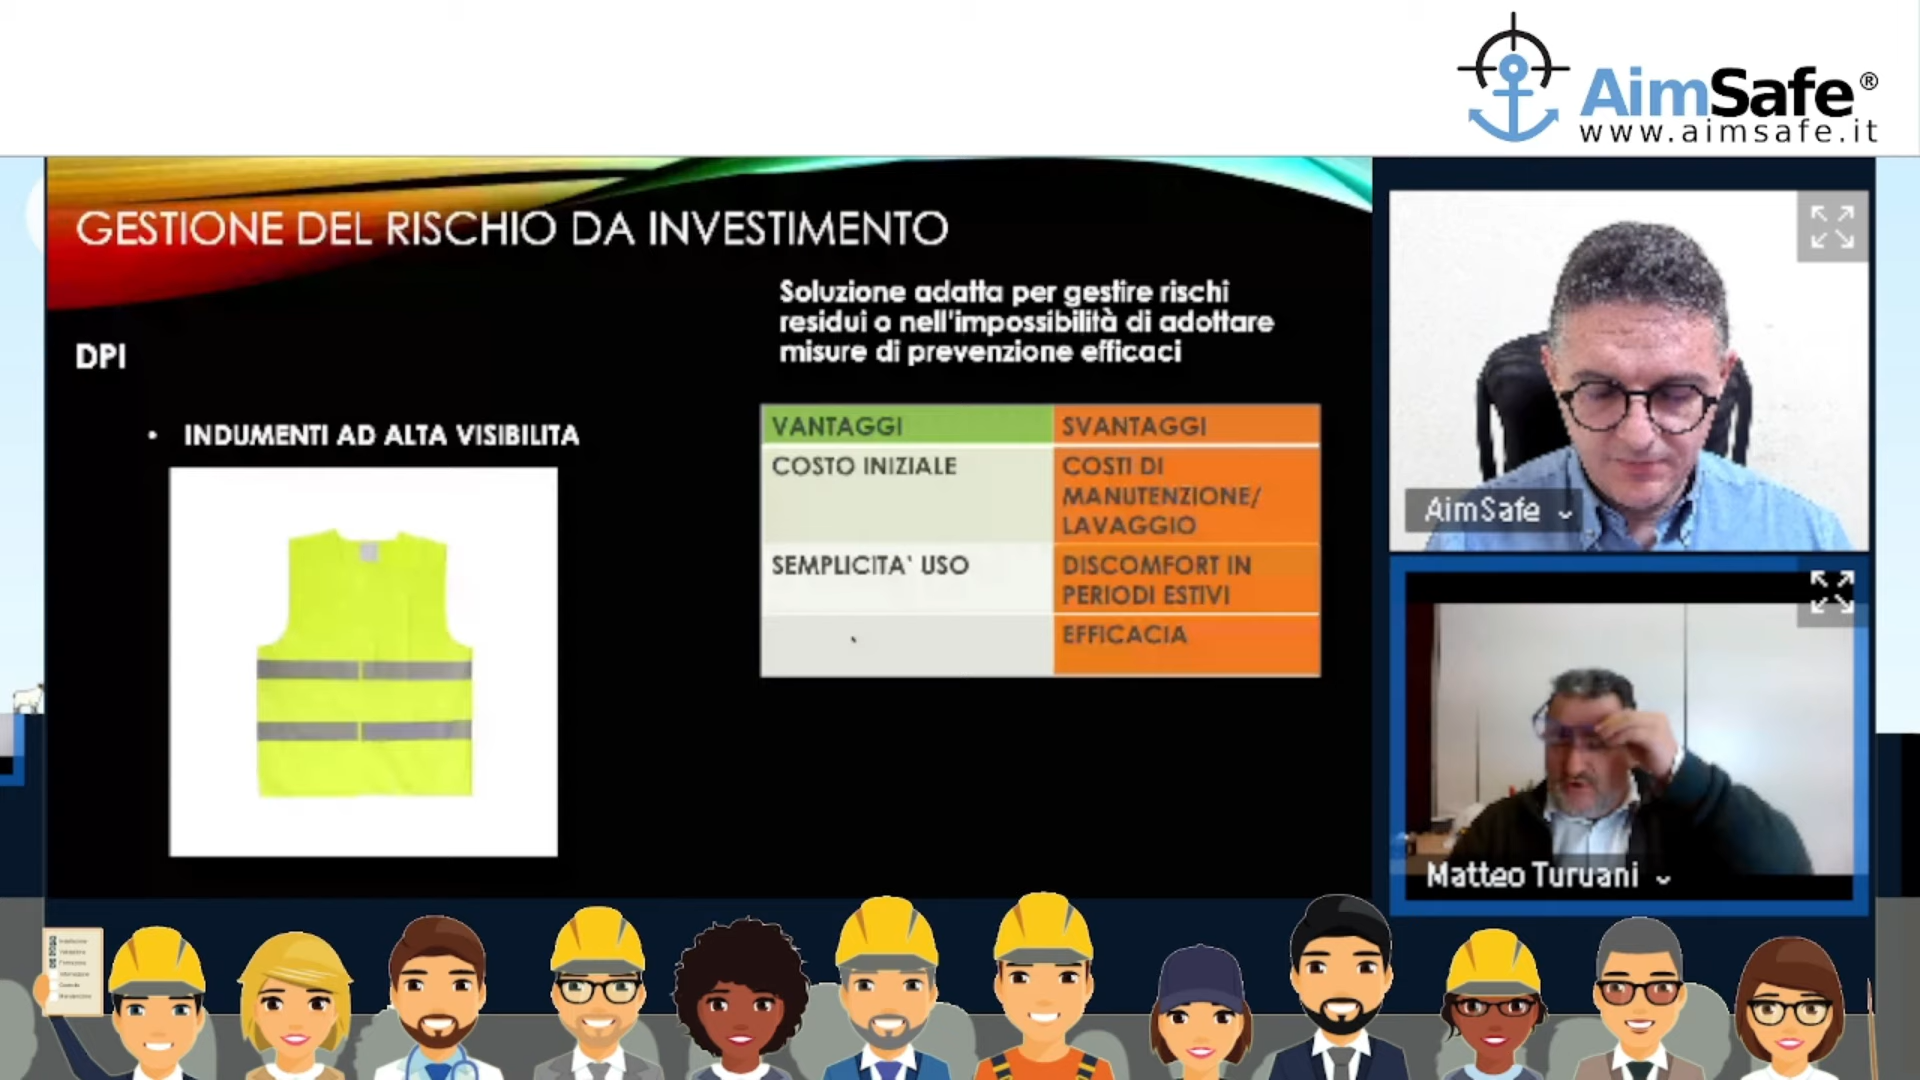 AimSafe®
www.aimsafe.it
GESTIONE DEL RISCHIO DA INVESTIMENTO
Soluzione adatta per gestire rischi
residui o nell'impossibilità di adottare
misure di prevenzione efficaci
DPI
• INDUMENTI AD ALTA VISIBILITA
VANTAGGI
SVANTAGGI
COSTO INIZIALE
COSTI DI
MANUTENZIONE/
LAVAGGIO
SEMPLICITA' USO
DISCOMFORT IN
PERIODI ESTIVI
EFFICACIA
AimSafe
Matteo Turuani